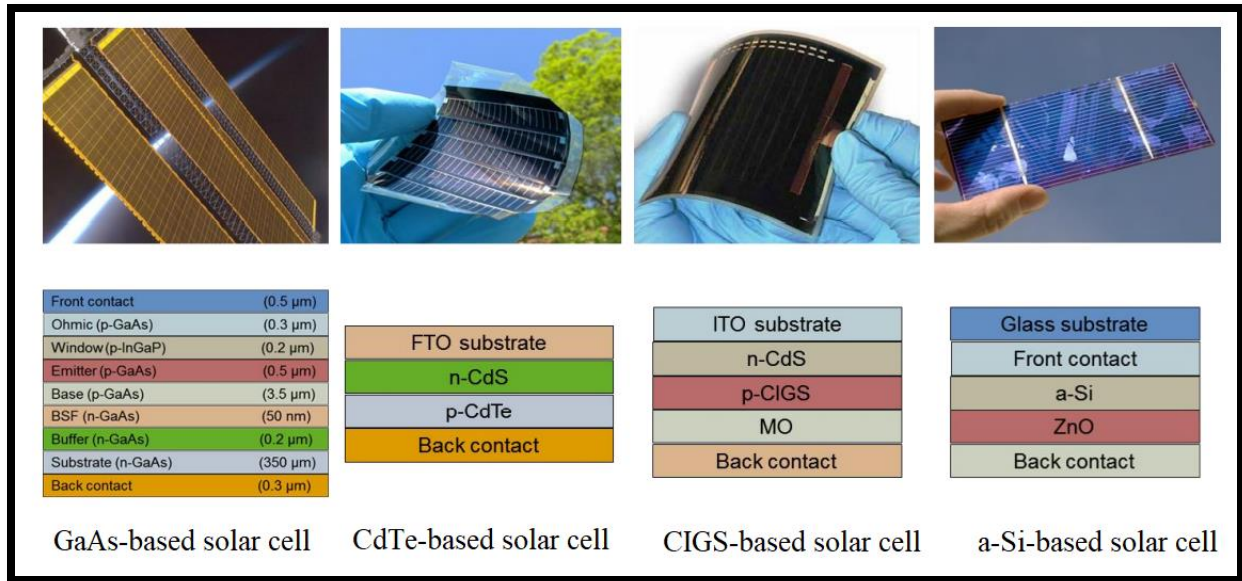 Front contact (0.5 µm)
Ohmic (p-GaAs) (0.3 µm)
Window (p-InGaP) (0.2 µm)
Emitter (p-GaAs) (0.5 µm)
Base (p-GaAs) (3.5 µm)
BSF (n-GaAs) (50 nm)
Buffer (n-GaAs) (0.2 µm)
Substrate (n-GaAs) (350 µm)
Back contact (0.3 µm)
GaAs-based solar cell
FTO substrate
n-CdS
p-CdTe
Back contact
CdTe-based solar cell
ITO substrate
n-CdS
p-CIGS
MO
Back contact
CIGS-based solar cell
Glass substrate
Front contact
a-Si
ZnO
Back contact
a-Si-based solar cell